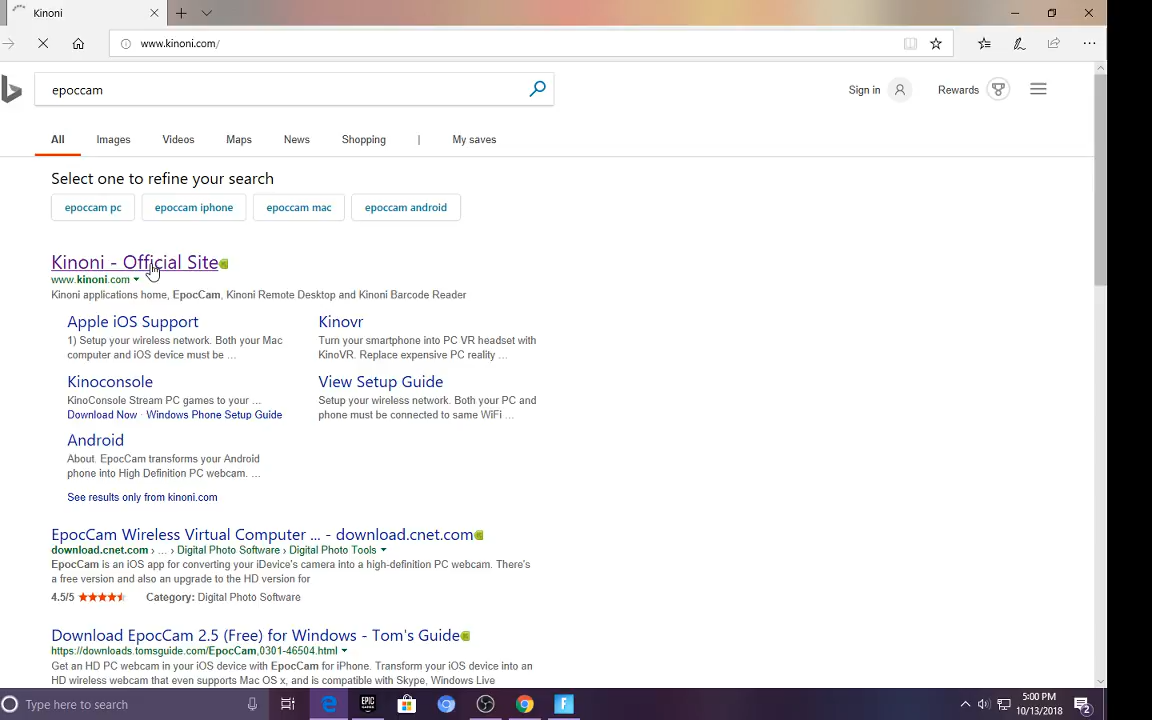 Kinoni
www.kinoni.com/
epoccam
Sign in
Rewards
All Images Videos Maps News Shopping | My saves
Select one to refine your search
epoccam pc epoccam iphone epoccam mac epoccam android
Kinoni - Official Site
www.kinoni.com
Kinoni applications home, EpocCam, Kinoni Remote Desktop and Kinoni Barcode Reader
Apple iOS Support
1) Setup your wireless network. Both your Mac
computer and iOS device must be ...
Kinovr
Turn your smartphone into PC VR headset with
KinoVR. Replace expensive PC reality ...
Kinoconsole
KinoConsole Stream PC games to your ...
Download Now · Windows Phone Setup Guide
View Setup Guide
Setup your wireless network. Both your PC and
phone must be connected to same WiFi ...
Android
About. EpocCam transforms your Android
phone into High Definition PC webcam. ...
See results only from kinoni.com
EpocCam Wireless Virtual Computer ... - download.cnet.com
download.cnet.com › ... › Digital Photo Software › Digital Photo Tools
EpocCam is an iOS app for converting your iDevice's camera into a high-definition PC webcam. There's
a free version and also an upgrade to the HD version for
4.5/5 Category: Digital Photo Software
Download EpocCam 2.5 (Free) for Windows - Tom's Guide
https://downloads.tomsguide.com/EpocCam,0301-46504.html
Get an HD PC webcam in your iOS device with EpocCam for iPhone. Transform your iOS device into an
HD wireless webcam that even supports Mac OS x, and is compatible with Skype, Windows Live
Type here to search
EPIC
GAMES
5:00 PM
10/13/2018
2